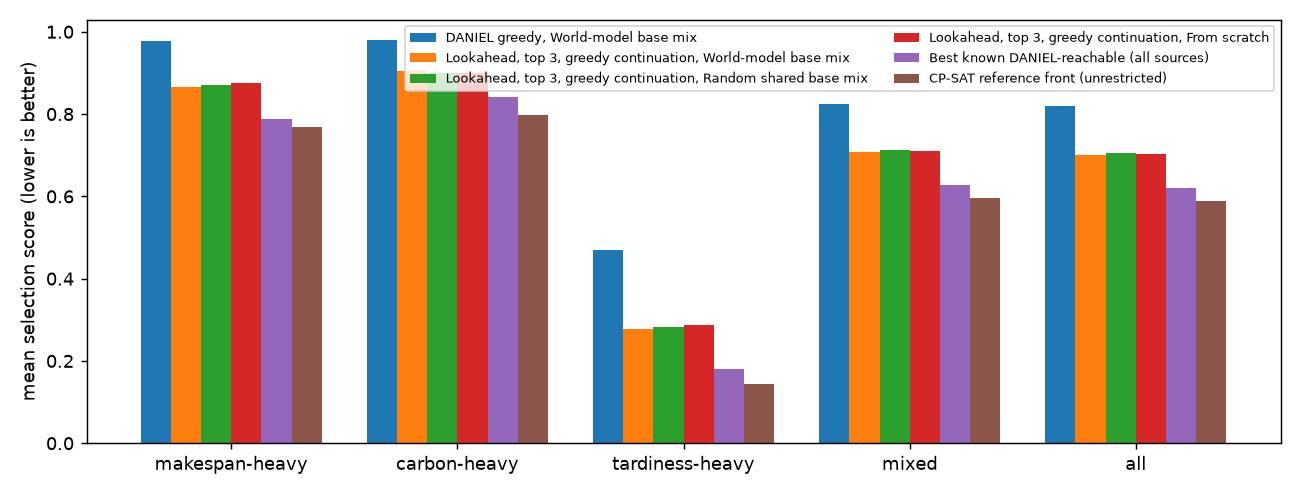 mean selection score (lower is better)
1.0
0.8
0.6
0.4
0.2
0.0
DANIEL greedy, World-model base mix
Lookahead, top 3, greedy continuation, World-model base mix
Lookahead, top 3, greedy continuation, Random shared base mix
Lookahead, top 3, greedy continuation, From scratch
Best known DANIEL-reachable (all sources)
CP-SAT reference front (unrestricted)
makespan-heavy
carbon-heavy
tardiness-heavy
mixed
all